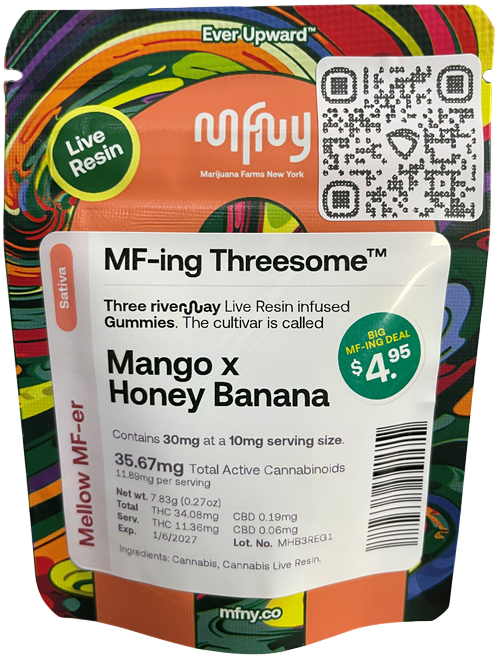 Ever Upward™
Live
Resin
mfny
Marijuana Farms New York
Sativa
MF-ing Threesome™
Three rivermay Live Resin infused
Gummies. The cultivar is called
BIG
MF-ING DEAL
$4.95
Mango x
Honey Banana
Contains 30mg at a 10mg serving size.
35.67mg Total Active Cannabinoids
11.89mg per serving
Mellow MF-er
Net wt. 7.83g (0.27oz)
Total THC 34.08mg CBD 0.19mg
Serv. THC 11.36mg CBD 0.06mg
Exp. 1/6/2027 Lot. No. MHB3REG1
Ingredients: Cannabis, Cannabis Live Resin.
mfny.co